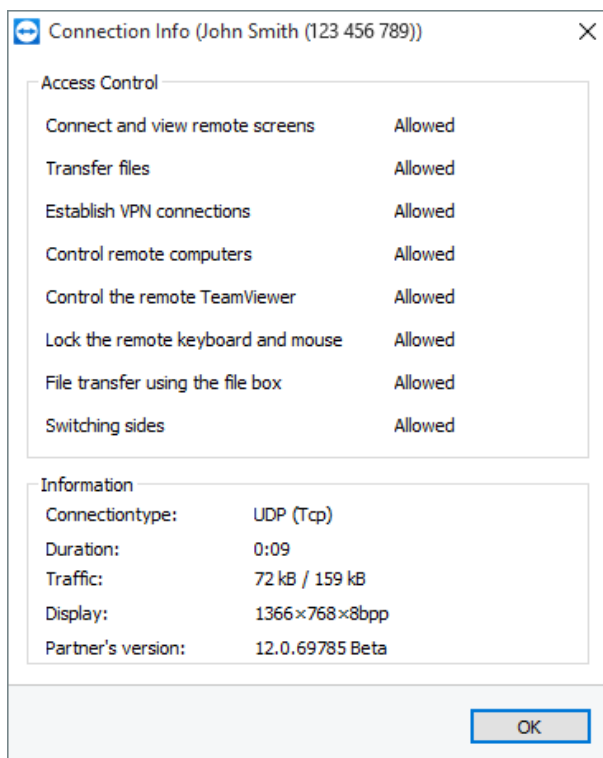 Connection Info (John Smith (123 456 789))
Access Control
Connect and view remote screens Allowed
Transfer files Allowed
Establish VPN connections Allowed
Control remote computers Allowed
Control the remote TeamViewer Allowed
Lock the remote keyboard and mouse Allowed
File transfer using the file box Allowed
Switching sides Allowed
Information
Connectiontype: UDP (Tcp)
Duration: 0:09
Traffic: 72 kB / 159 kB
Display: 1366×768×8bpp
Partner's version: 12.0.69785 Beta
OK